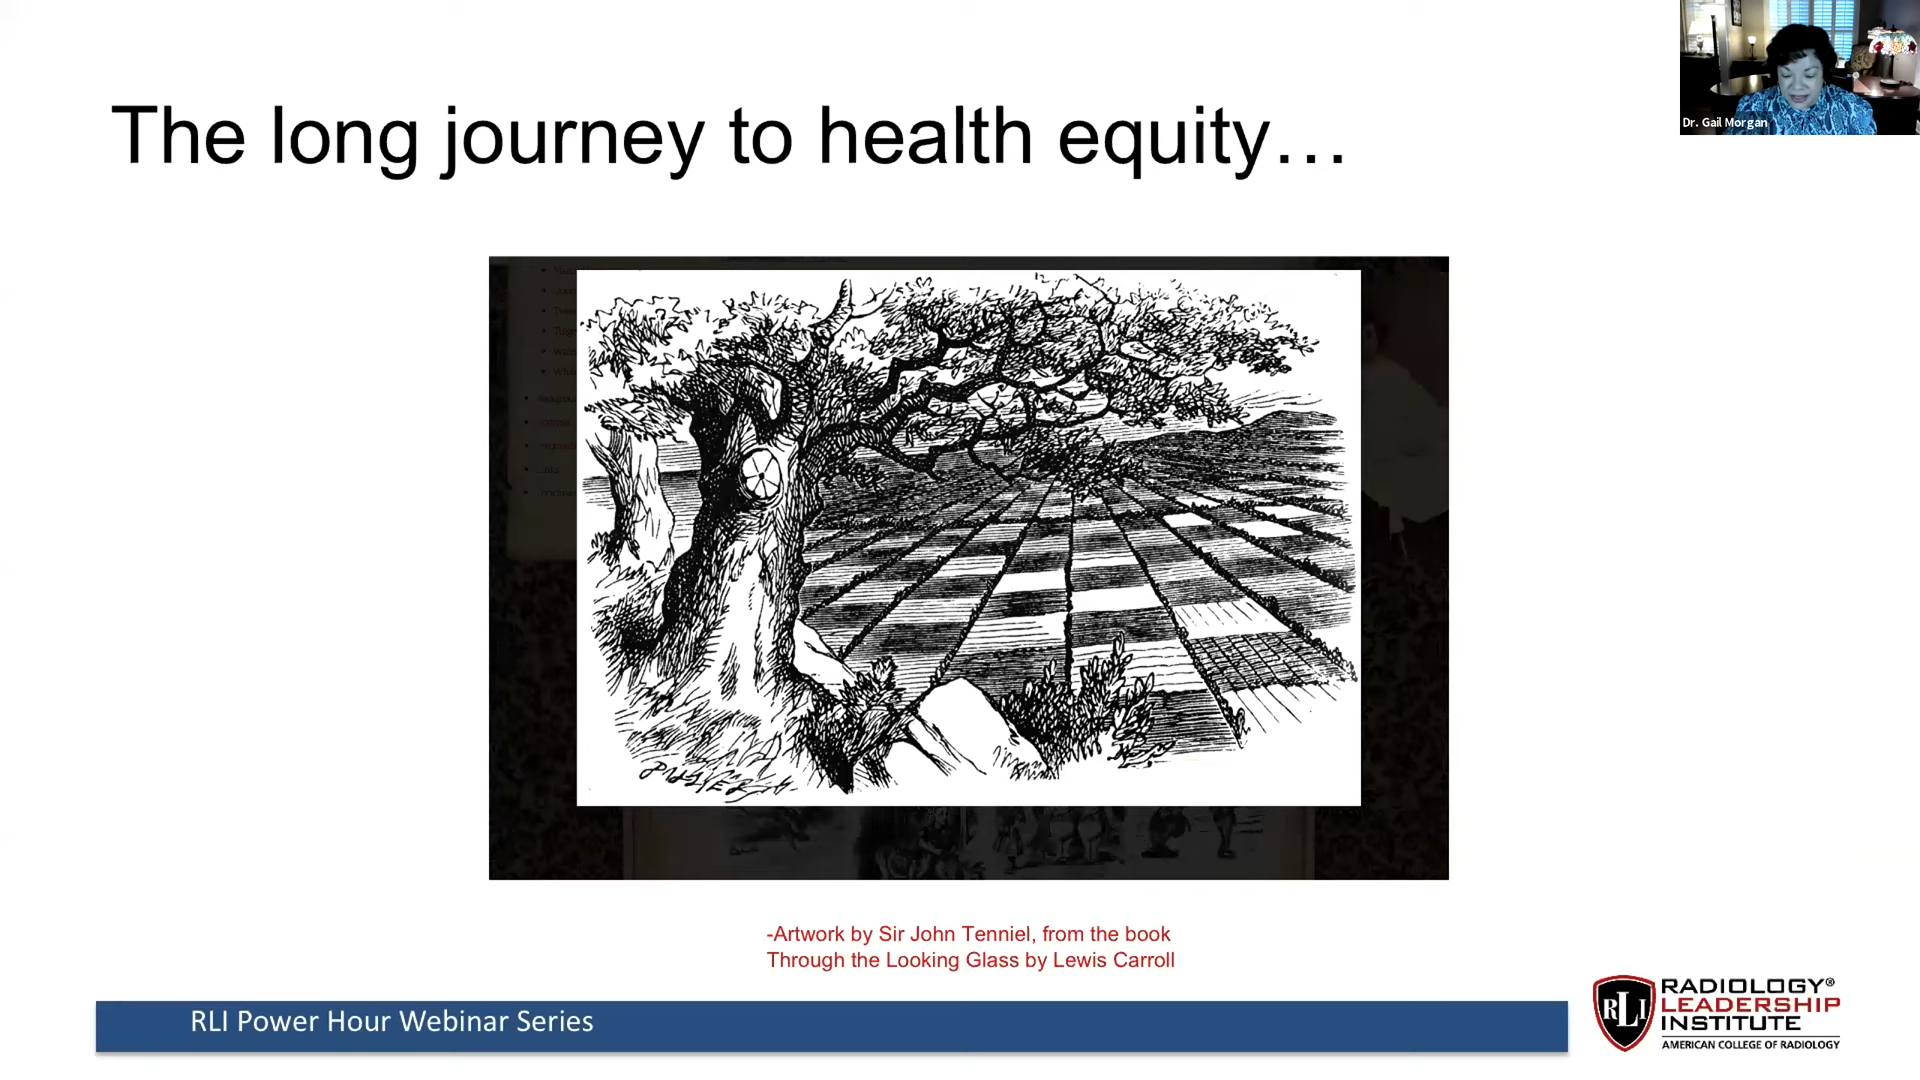 The long journey to health equity…
Dr. Gail Morgan
-Artwork by Sir John Tenniel, from the book
Through the Looking Glass by Lewis Carroll
RLI Power Hour Webinar Series
RLI
RADIOLOGY®
LEADERSHIP
INSTITUTE
AMERICAN COLLEGE OF RADIOLOGY